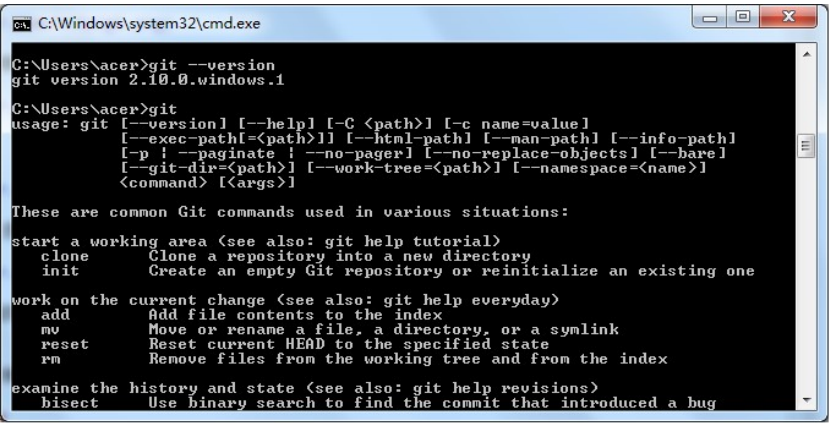 C:\Windows\system32\cmd.exe
C:\Users\acer>git --version
git version 2.10.0.windows.1
C:\Users\acer>git
usage: git [--version] [--help] [-C <path>] [-c name=value]
           [--exec-path[=<path>]] [--html-path] [--man-path] [--info-path]
           [-p ¦ --paginate ¦ --no-pager] [--no-replace-objects] [--bare]
           [--git-dir=<path>] [--work-tree=<path>] [--namespace=<name>]
           <command> [<args>]
These are common Git commands used in various situations:
start a working area (see also: git help tutorial)
   clone      Clone a repository into a new directory
   init       Create an empty Git repository or reinitialize an existing one
work on the current change (see also: git help everyday)
   add        Add file contents to the index
   mv         Move or rename a file, a directory, or a symlink
   reset      Reset current HEAD to the specified state
   rm         Remove files from the working tree and from the index
examine the history and state (see also: git help revisions)
   bisect     Use binary search to find the commit that introduced a bug